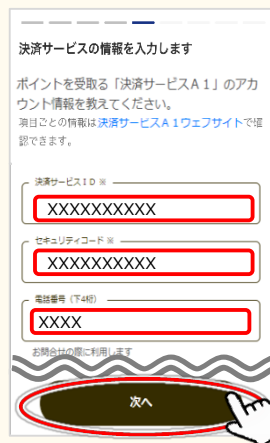 決済サービスの情報を入力します
ポイントを受取る「決済サービスA1」のアカ
ウント情報を教えてください。
項目ごとの情報は決済サービスA1ウェブサイトで確
認できます。
決済サービスID ※
XXXXXXXXXX
セキュリティコード ※
XXXXXXXXXX
電話番号（下4桁）
XXXX
お問合せの際に利用します
次へ